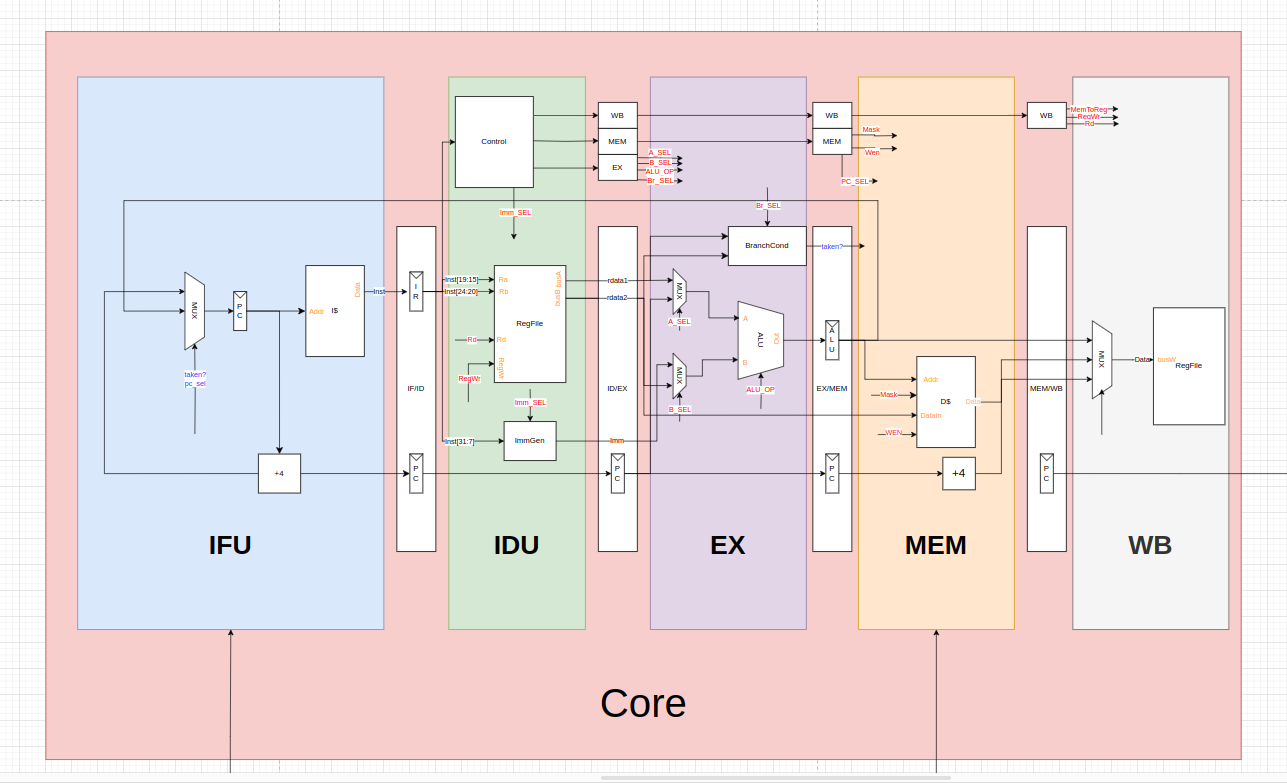 WB
WB
WB
MemToReg
RegWr
Rd
Control
MEM
MEM
Mask
Wen
EX
A_SEL
B_SEL
ALU_OP
Br_SEL
PC_SEL
Imm_SEL
Br_SEL
BranchCond
taken?
MUX
P
C
Addr
I$
Data
Inst
I
R
Inst[19:15]
Inst[24:20]
Ra
Rb
busA
busB
RegFile
Rd
Rd
RegWr
RegWr
rdata1
rdata2
MUX
A_SEL
MUX
B_SEL
A
B
ALU
ALU_OP
A
L
U
taken?
pc_sel
Imm_SEL
Inst[31:7]
ImmGen
Imm
IF/ID
ID/EX
EX/MEM
MEM/WB
Mask
WEN
Addr
D$
Data
DataIn
MUX
Data
busW
RegFile
+4
P
C
P
C
P
C
+4
P
C
IFU
IDU
EX
MEM
WB
Core